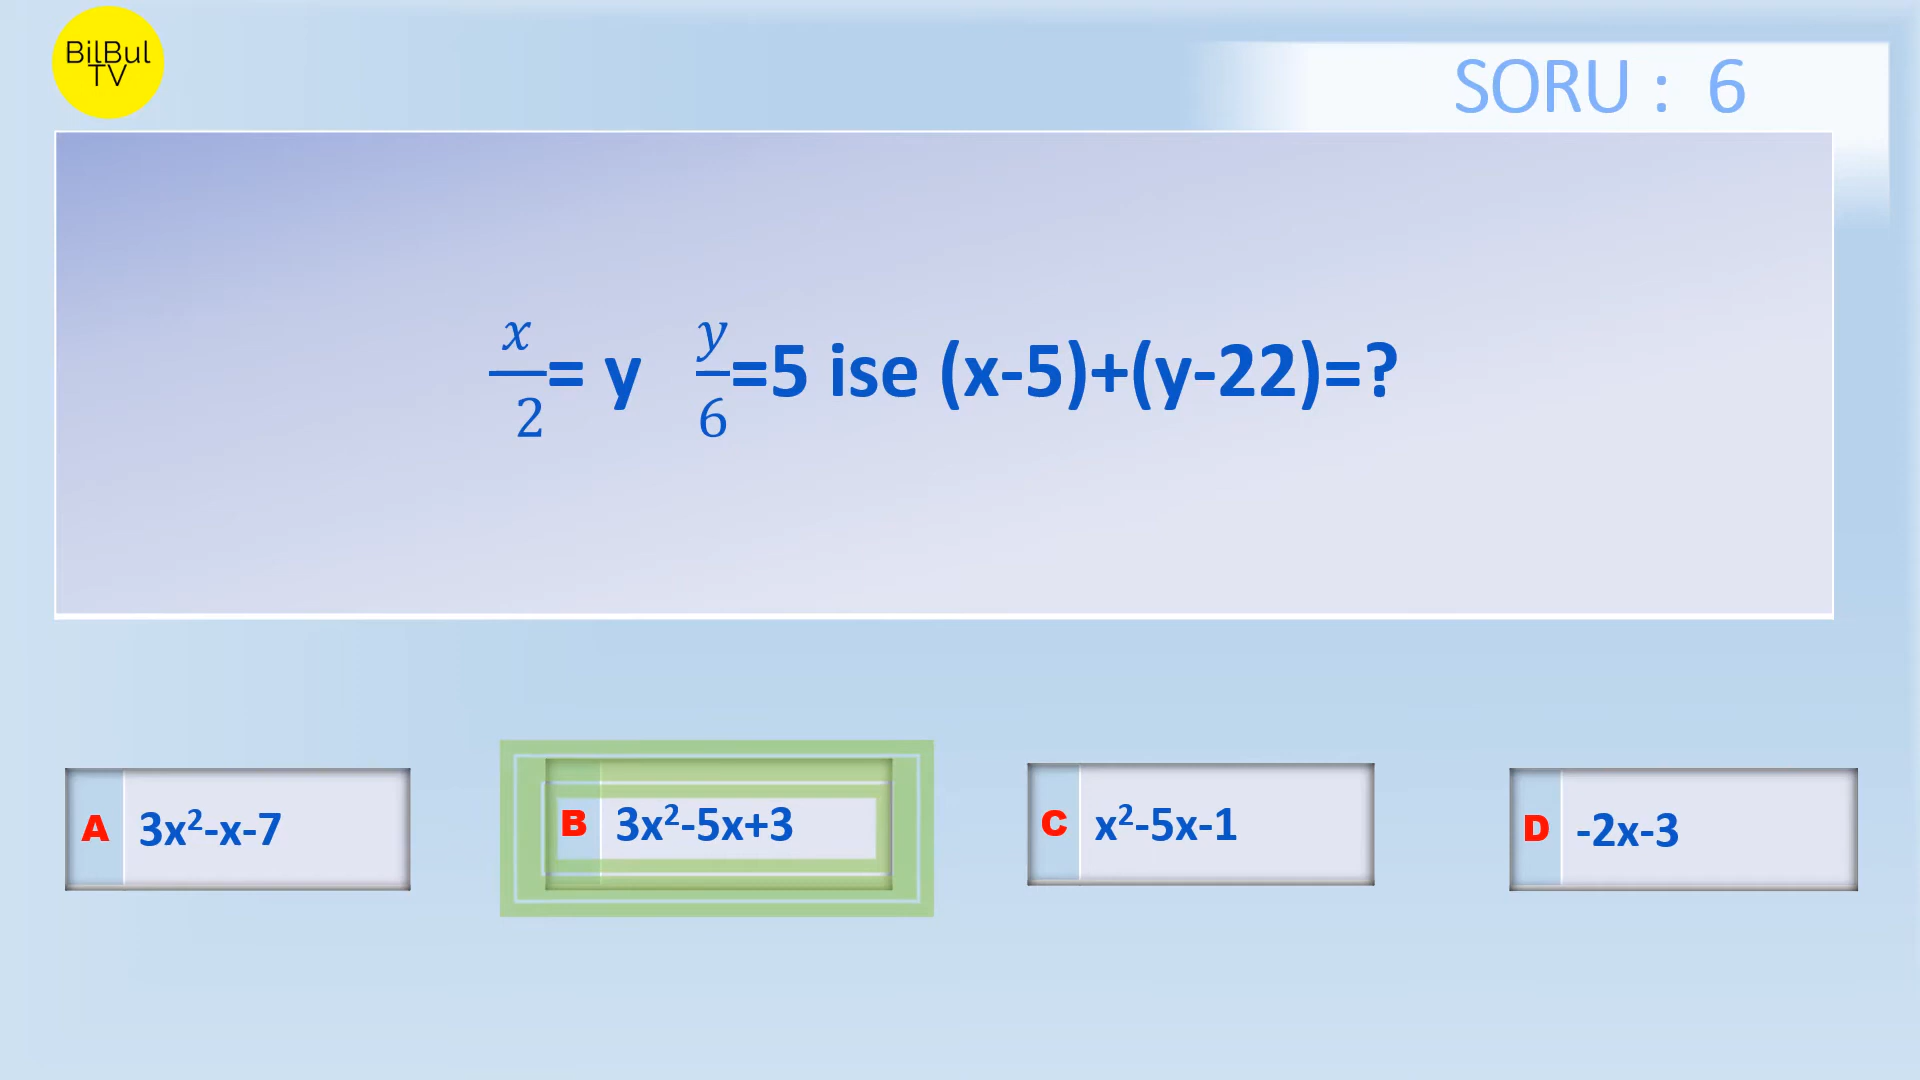 BilBul
TV
SORU : 6
x/2= y y/6=5 ise (x-5)+(y-22)=?
A 3x²-x-7
B 3x²-5x+3
C x²-5x-1
D -2x-3